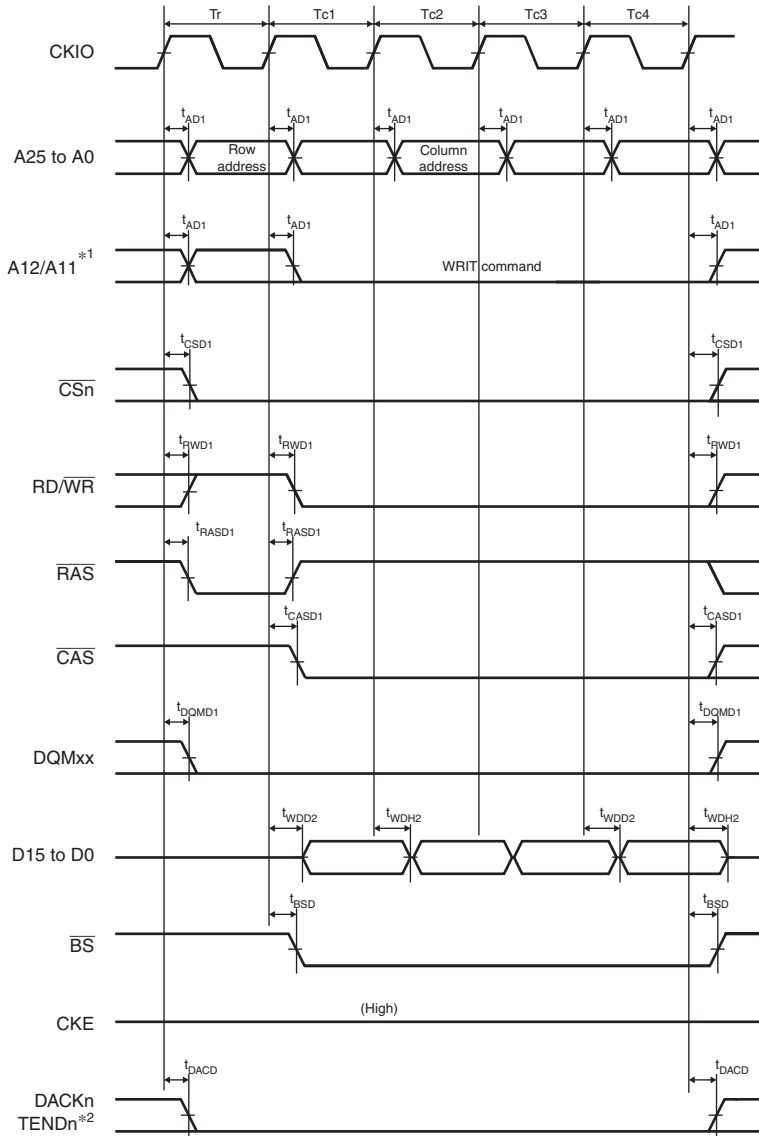 Tr Tc1 Tc2 Tc3 Tc4
CKIO
tAD1 tAD1 tAD1 tAD1 tAD1 tAD1
A25 to A0
Row address
Column address
tAD1 tAD1 tAD1
A12/A11*1
WRIT command
tCSD1 tCSD1
CSn
tRWD1 tRWD1 tRWD1
RD/WR
tRASD1 tRASD1
RAS
tCASD1 tCASD1
CAS
tDQMD1 tDQMD1
DQMxx
tWDD2 tWDH2 tWDD2 tWDH2
D15 to D0
tBSD tBSD
BS
(High)
CKE
tDACD tDACD
DACKn
TENDn*2